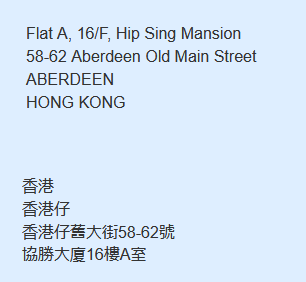 Flat A, 16/F, Hip Sing Mansion
58-62 Aberdeen Old Main Street
ABERDEEN
HONG KONG
香港
香港仔
香港仔舊大街58-62號
協勝大廈16樓A室